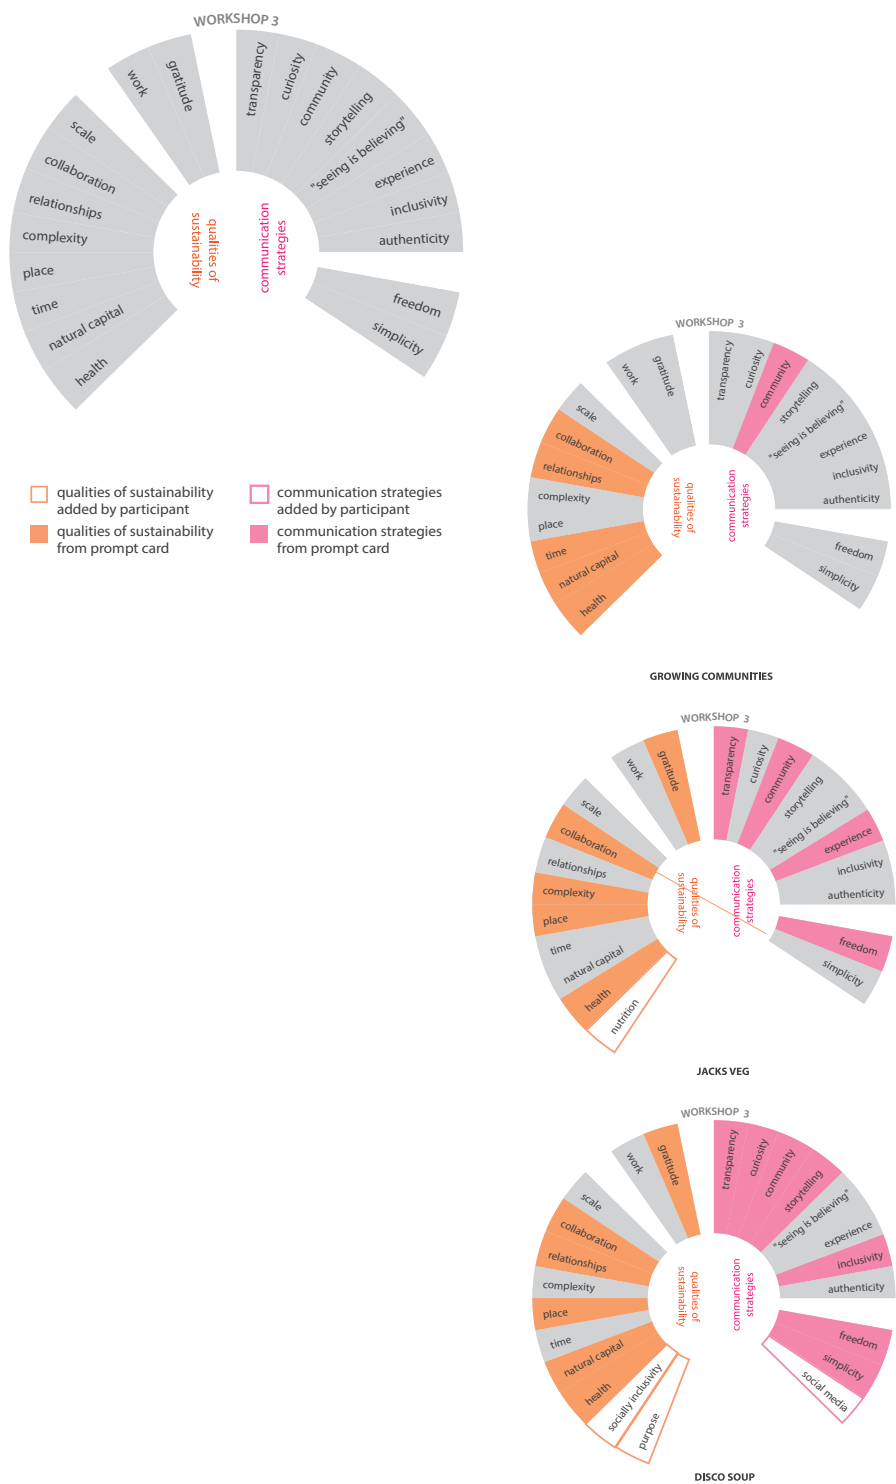 WORKSHOP 3
work
gratitude
transparency
curiosity
community
storytelling
"seeing is believing"
experience
inclusivity
authenticity
freedom
simplicity
scale
collaboration
relationships
complexity
place
time
natural capital
health
qualities of
sustainability
communication
strategies
qualities of sustainability
added by participant
qualities of sustainability
from prompt card
communication strategies
added by participant
communication strategies
from prompt card
WORKSHOP 3
work
gratitude
transparency
curiosity
community
storytelling
"seeing is believing"
experience
inclusivity
authenticity
freedom
simplicity
scale
collaboration
relationships
complexity
place
time
natural capital
health
qualities of
sustainability
communication
strategies
GROWING COMMUNITIES
WORKSHOP 3
work
gratitude
transparency
curiosity
community
storytelling
"seeing is believing"
experience
inclusivity
authenticity
freedom
simplicity
scale
collaboration
relationships
complexity
place
time
natural capital
health
nutrition
qualities of
sustainability
communication
strategies
JACKS VEG
WORKSHOP 3
work
gratitude
transparency
curiosity
community
storytelling
"seeing is believing"
experience
inclusivity
authenticity
freedom
simplicity
social media
scale
collaboration
relationships
complexity
place
time
natural capital
health
socially inclusivity
purpose
qualities of
sustainability
communication
strategies
DISCO SOUP